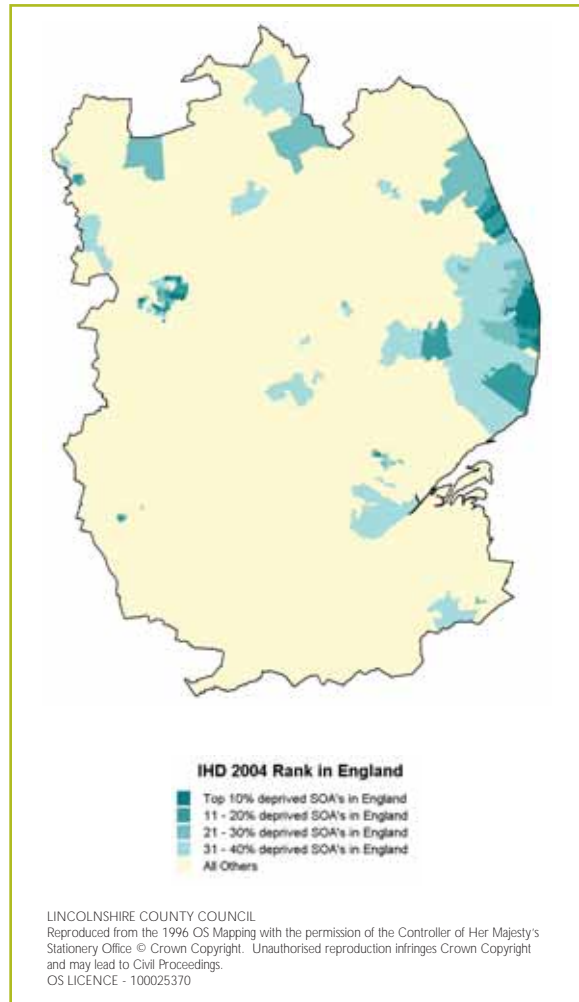 IHD 2004 Rank in England
Top 10% deprived SOA's in England
11 - 20% deprived SOA's in England
21 - 30% deprived SOA's in England
31 - 40% deprived SOA's in England
All Others
LINCOLNSHIRE COUNTY COUNCIL
Reproduced from the 1996 OS Mapping with the permission of the Controller of Her Majesty's
Stationery Office © Crown Copyright. Unauthorised reproduction infringes Crown Copyright
and may lead to Civil Proceedings.
OS LICENCE - 100025370